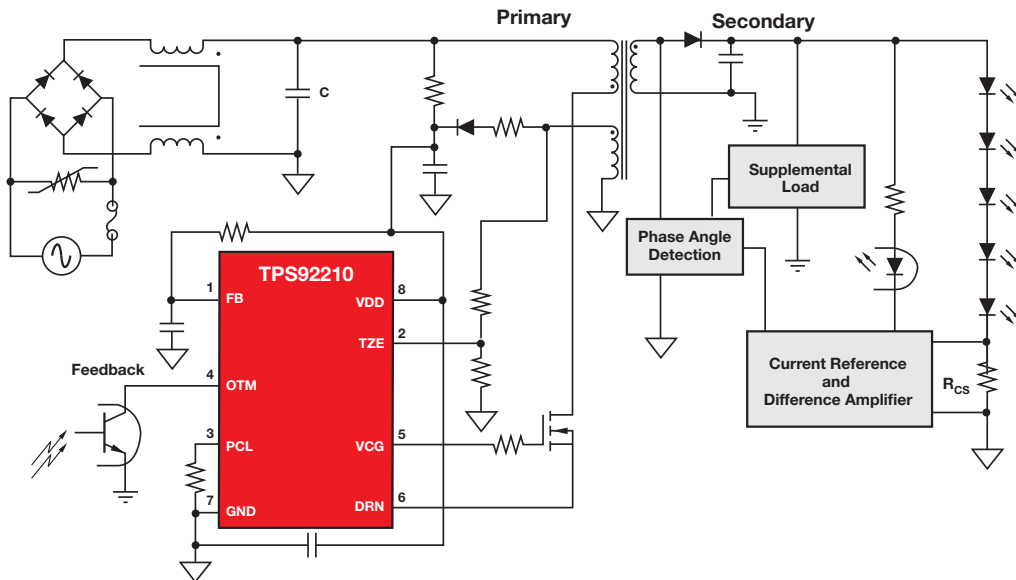 Primary
Secondary
C
Supplemental
Load
Phase Angle
Detection
TPS92210
1
FB
VDD
8
TZE
2
Feedback
4
OTM
Current Reference
and
Difference Amplifier
RCS
3
PCL
VCG
5
7
GND
DRN
6